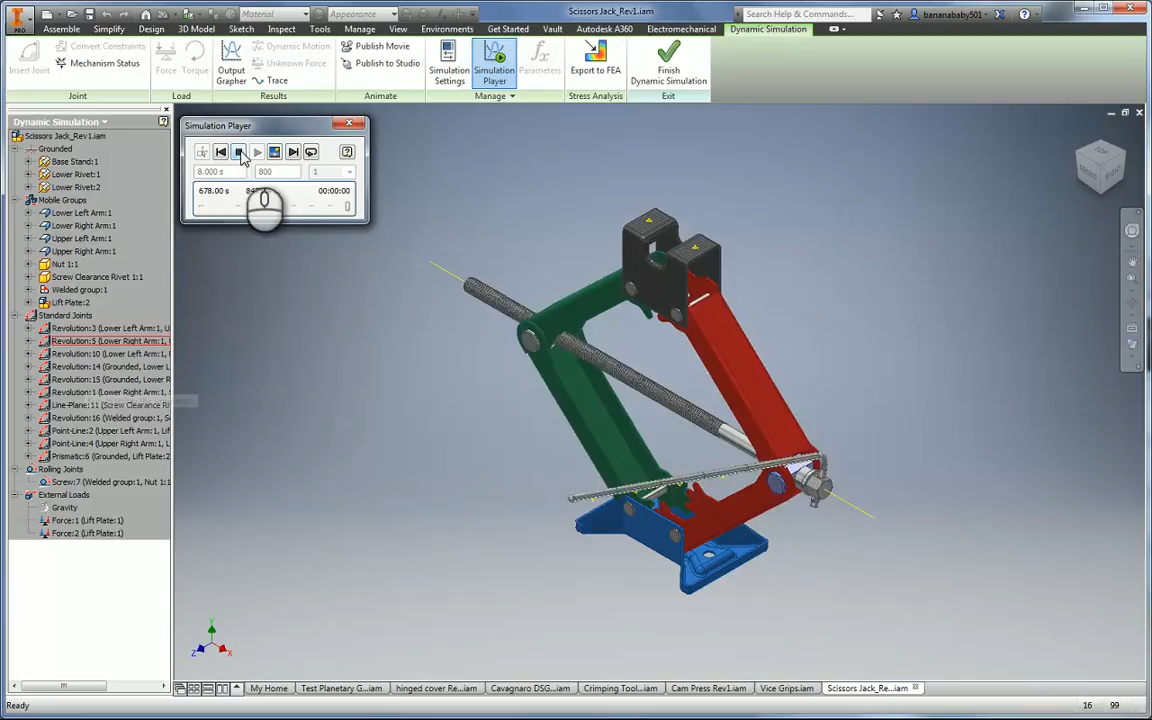 Scissors Jack_Rev1.iam
Material
Appearance
Search Help & Commands...
bananababy501
PRO
Assemble Sketch Design 3D Model Inspect Tools Manage View Environments Get Started Vault Autodesk A360 Electromechanical Dynamic Simulation
Insert Joint
Convert Constraints
Mechanism Status
Force Torque
Output Grapher
Dynamic Motion
Unknown Force
Trace
Publish Movie
Publish to Studio
Simulation Settings
Simulation Player
Parameters
Export to FEA
Finish Dynamic Simulation
Joint Load Results Animate Manage Stress Analysis Exit
Dynamic Simulation
Scissors Jack_Rev1.iam
Grounded
Base Stand:1
Lower Rivet:1
Lower Rivet:2
Mobile Groups
Lower Left Arm:1
Lower Right Arm:1
Upper Left Arm:1
Upper Right Arm:1
Nut 1:1
Screw Clearance Rivet 1:1
Welded group:1
Lift Plate:2
Standard Joints
Revolution:3 (Lower Left Arm:1, U
Revolution:5 (Lower Right Arm:1,
Revolution:10 (Lower Left Arm:1,
Revolution:14 (Grounded, Lower
Revolution:15 (Grounded, Lower R
Revolution:1 (Lower Right Arm:1,
Line-Plane:11 (Screw Clearance R
Revolution:16 (Welded group:1,
Point-Line:2 (Upper Left Arm:1,
Point-Line:4 (Upper Right Arm:1,
Prismatic:6 (Grounded, Lift Plate:
Rolling Joints
Screw:7 (Welded group:1, Nut 1:
External Loads
Gravity
Force:1 (Lift Plate:1)
Force:2 (Lift Plate:1)
Simulation Player
8.000 s 800 1
678.00 s 00:00:00
FRONT RIGHT
Y
Z X
My Home Test Planetary G...iam hinged cover Re...iam Cavagnaro DSG...iam Crimping Tool...iam Cam Press Rev1.iam Vice Grips.iam Scissors Jack_Re...iam
Ready 16 99